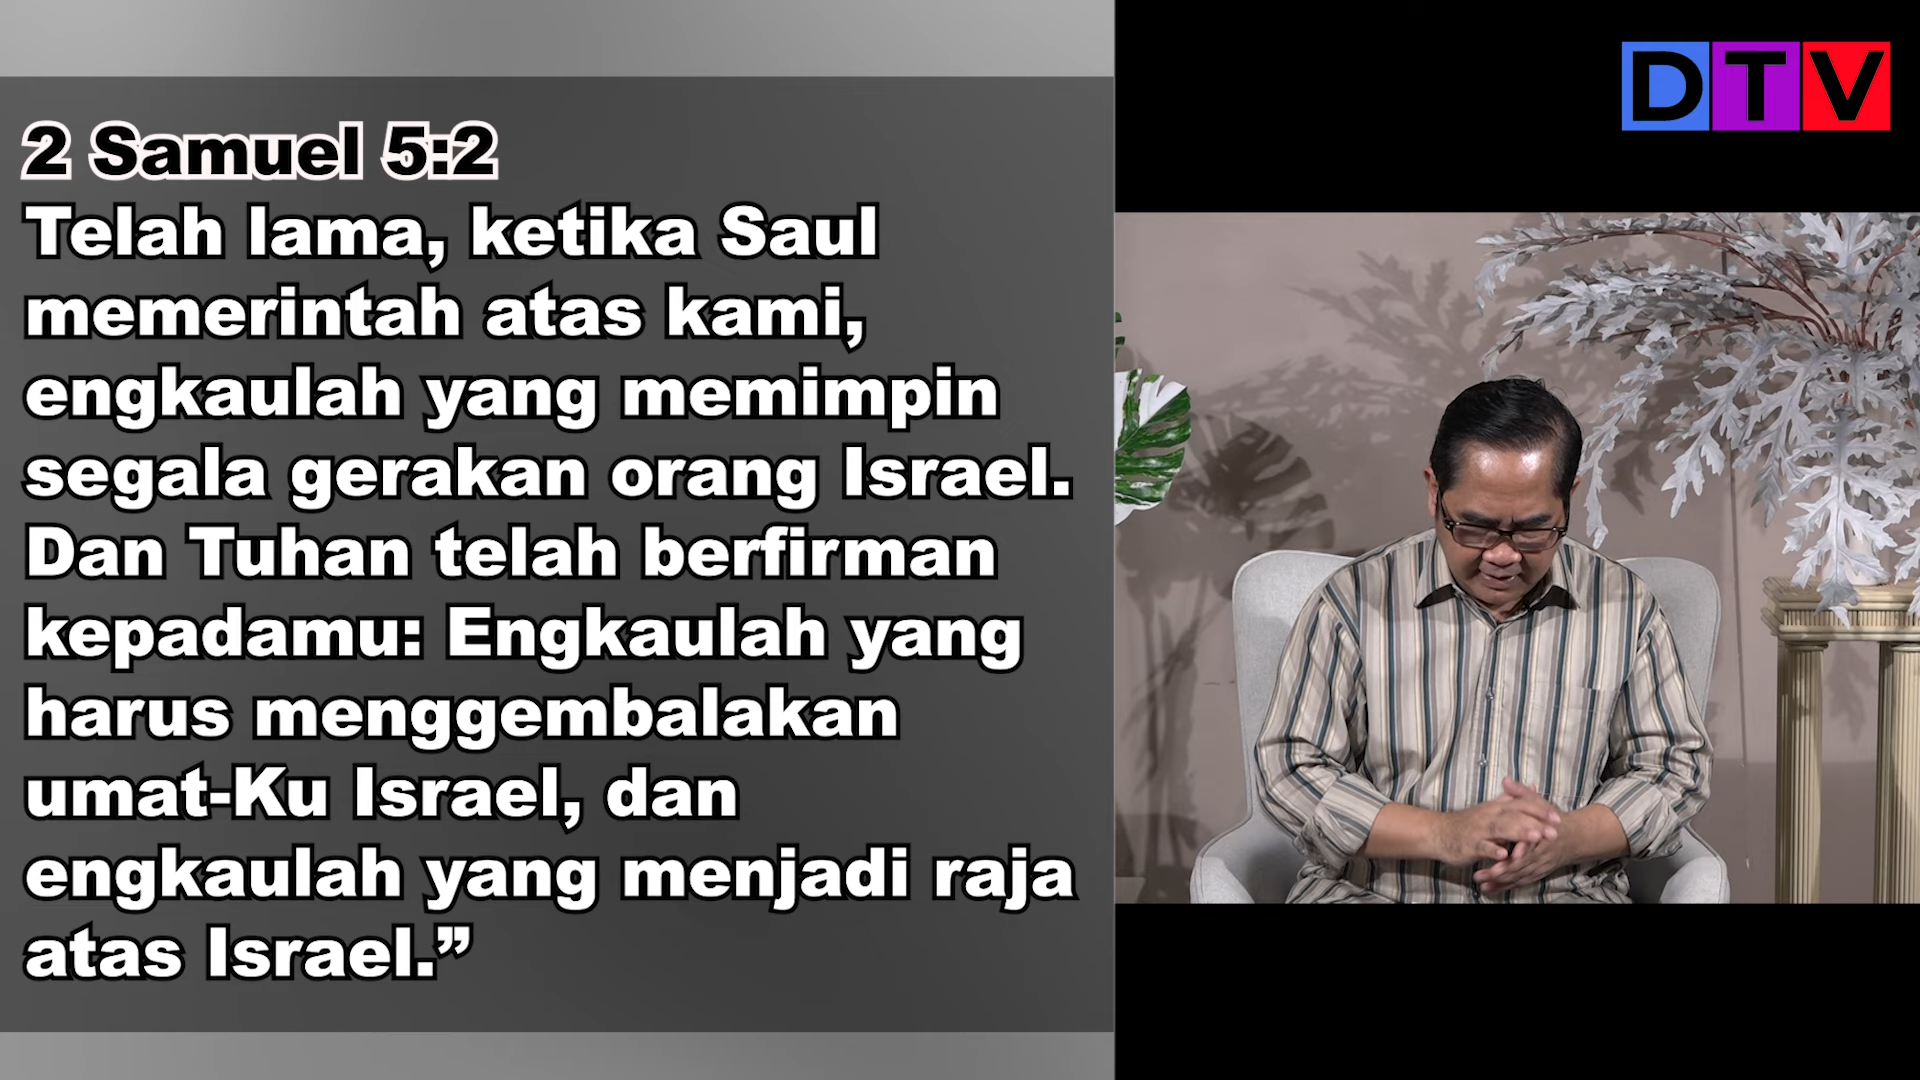 2 Samuel 5:2
Telah lama, ketika Saul
memerintah atas kami,
engkaulah yang memimpin
segala gerakan orang Israel.
Dan Tuhan telah berfirman
kepadamu: Engkaulah yang
harus menggembalakan
umat-Ku Israel, dan
engkaulah yang menjadi raja
atas Israel.”
DTV